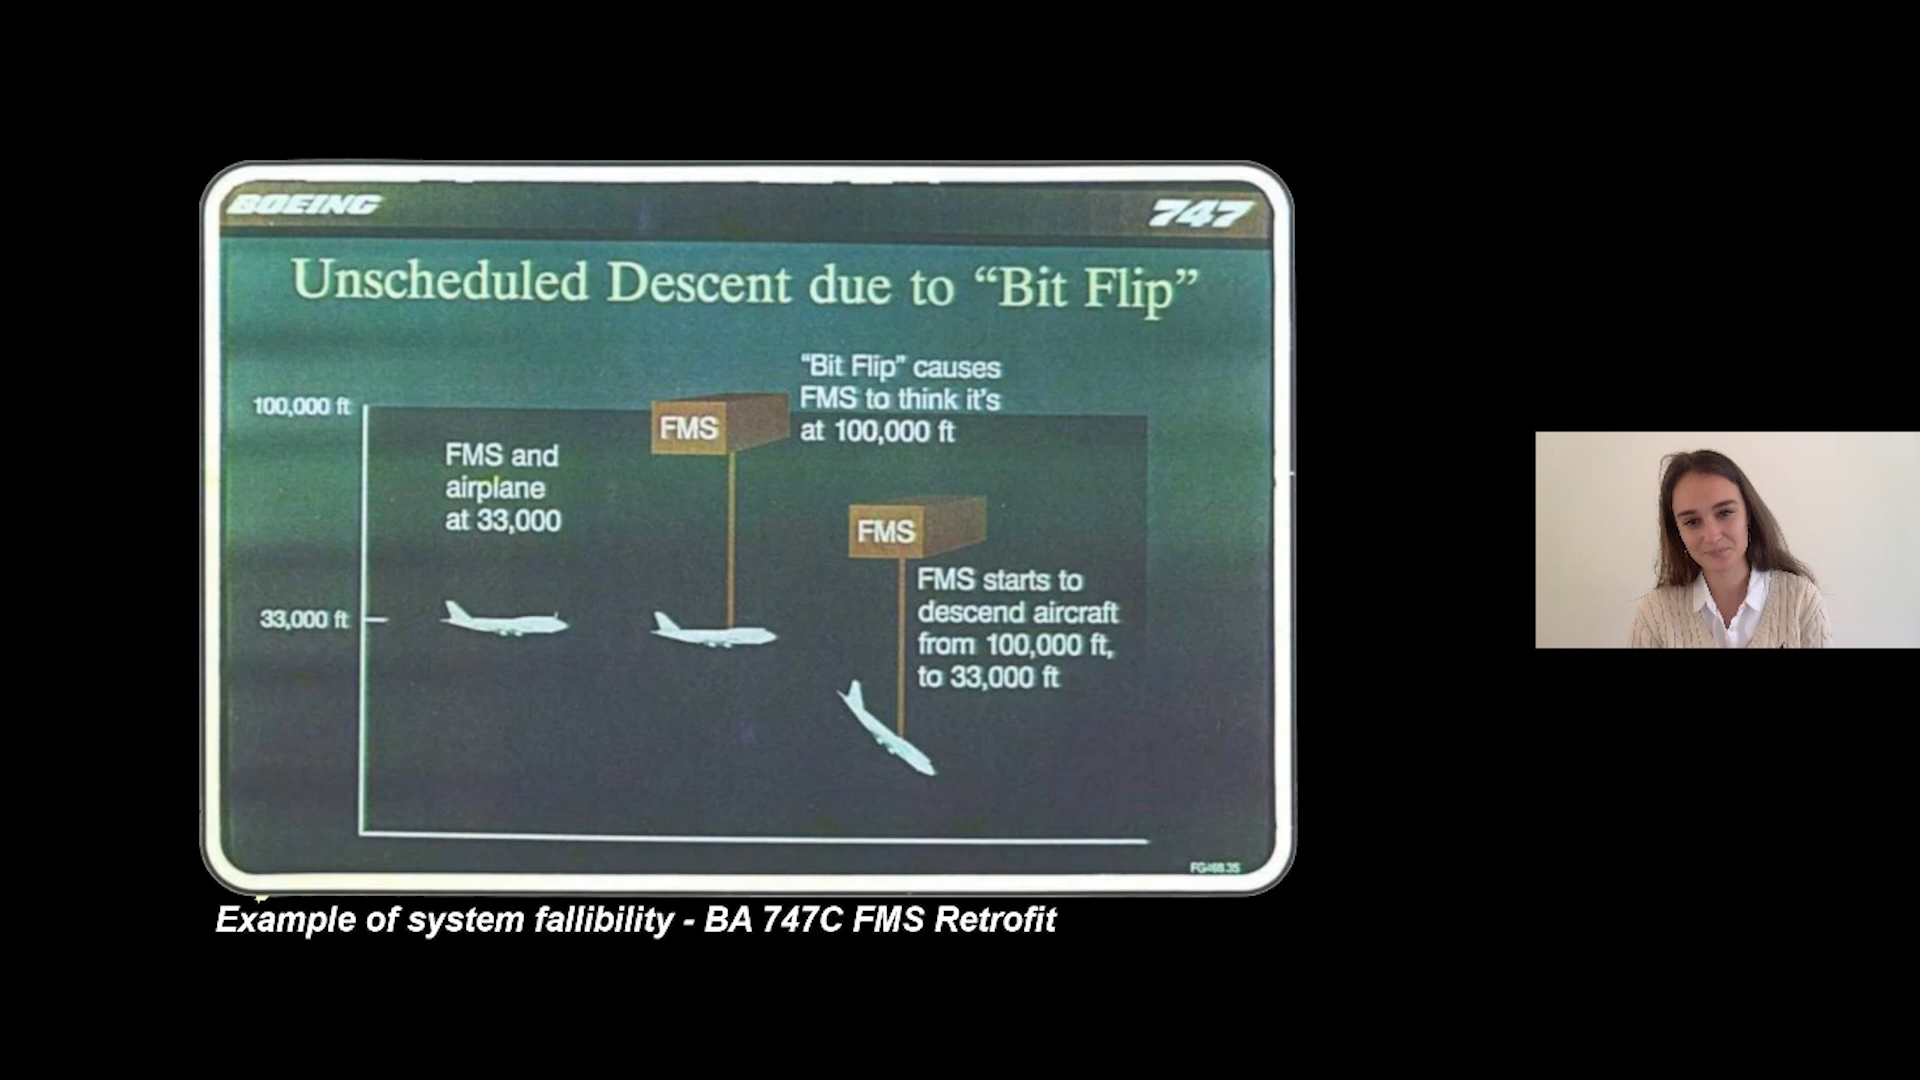 BOEING
747
Unscheduled Descent due to “Bit Flip”
“Bit Flip” causes
FMS to think it's
at 100,000 ft
100,000 ft
FMS
FMS and
airplane
at 33,000
FMS
FMS starts to
descend aircraft
from 100,000 ft,
to 33,000 ft
33,000 ft
Example of system fallibility - BA 747C FMS Retrofit